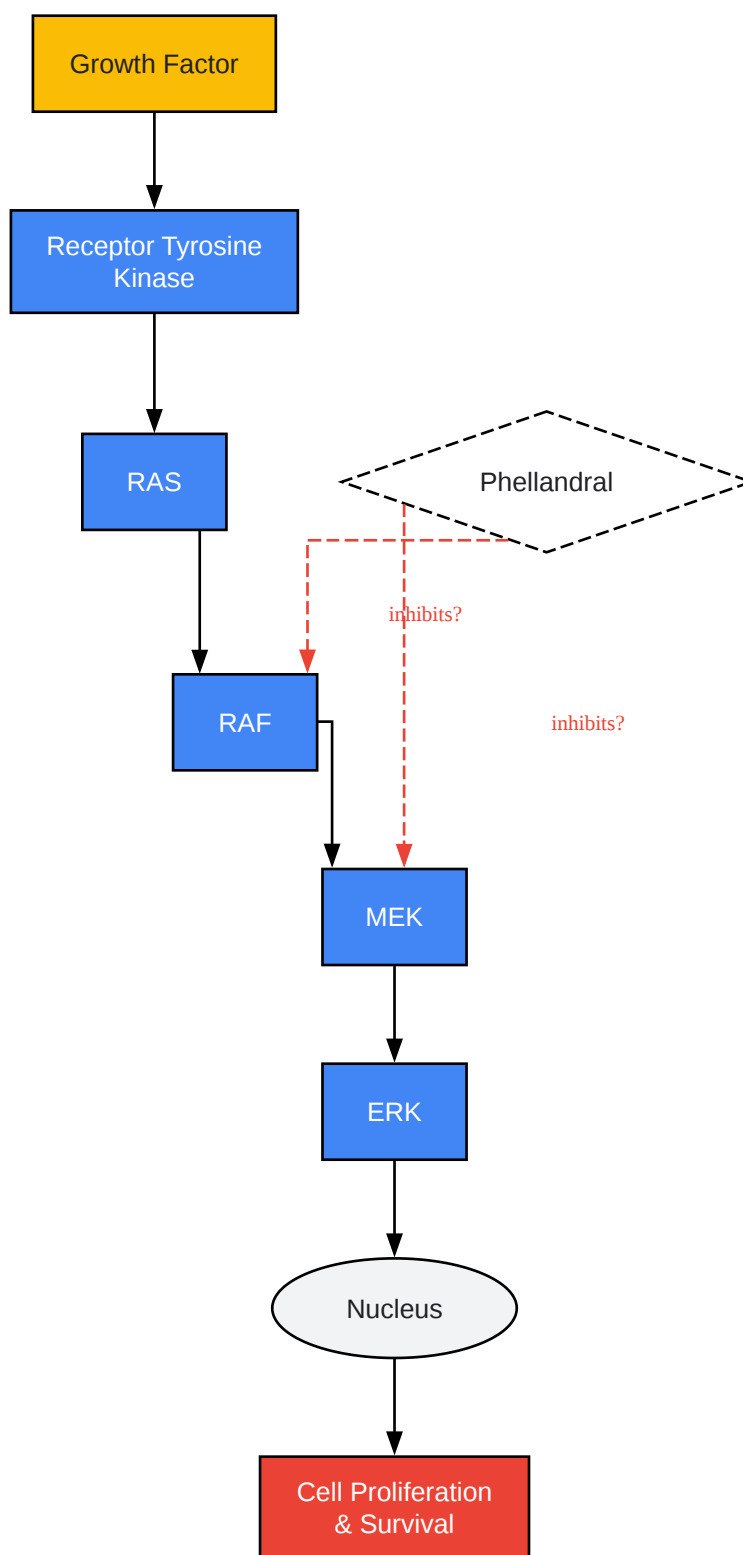 Growth Factor
Receptor Tyrosine
Kinase
RAS
Phellandral
inhibits?
RAF
inhibits?
MEK
ERK
Nucleus
Cell Proliferation
& Survival